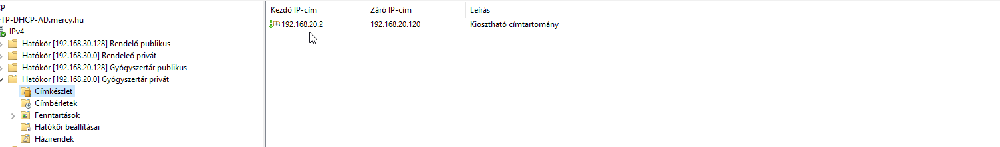 CP
FTP-DHCP-AD.mercy.hu
IPv4
Hatókör [192.168.30.128] Rendelő publikus
Hatókör [192.168.30.0] Rendeleő privát
Hatókör [192.168.20.128] Gyógyszertár publikus
Hatókör [192.168.20.0] Gyógyszertár privát
Címkészlet
Címbérletek
Fenntartások
Hatókör beállításai
Házirendek
Kezdő IP-cím Záró IP-cím Leírás
192.168.20.2 192.168.20.120 Kiosztható címtartomány